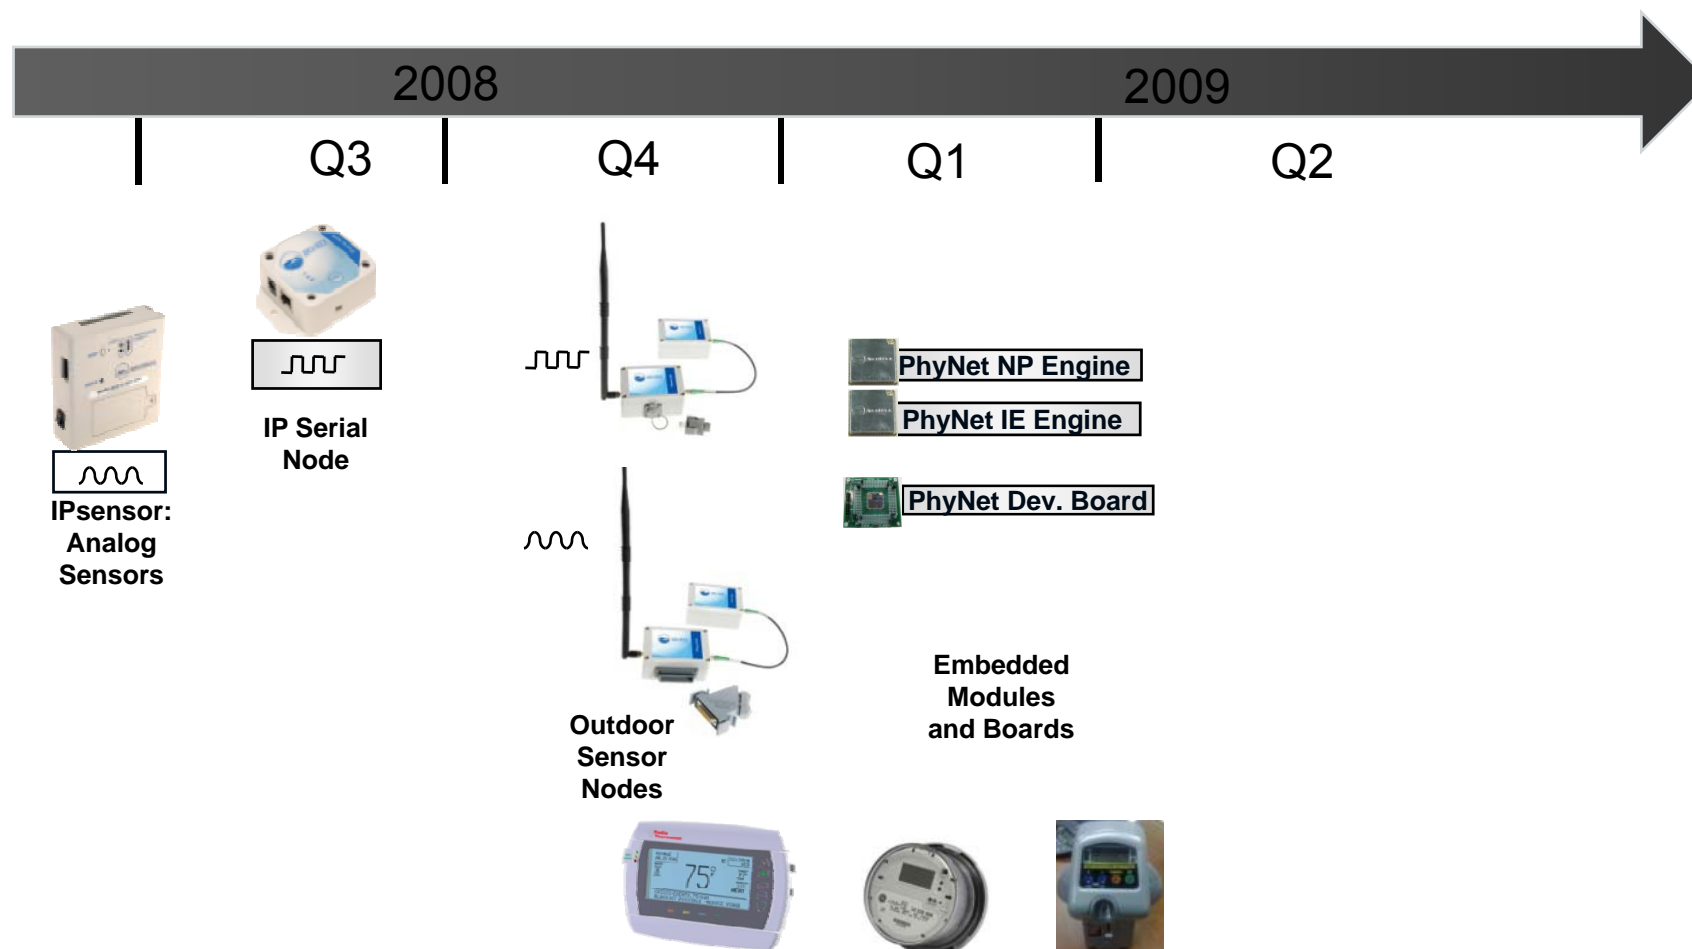 2008
2009
Q3
Q4
Q1
Q2
IPsensor:
Analog
Sensors
IP Serial
Node
Outdoor
Sensor
Nodes
PhyNet NP Engine
PhyNet IE Engine
PhyNet Dev. Board
Embedded
Modules
and Boards
75°